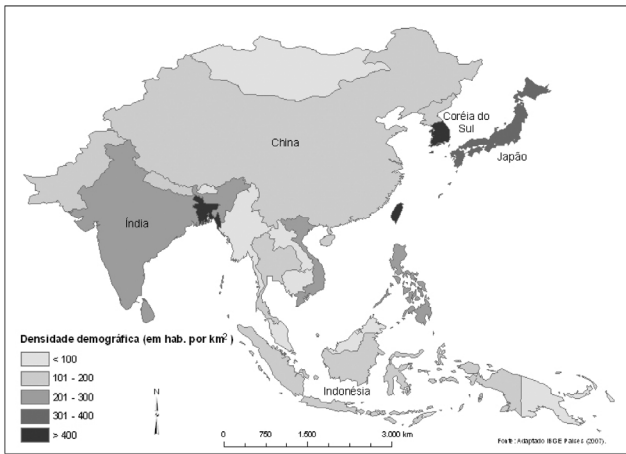 Coréia do
Sul
Japão
China
Índia
Indonésia
Densidade demográfica (em hab. por km²)
< 100
101 - 200
201 - 300
301 - 400
> 400
N
0 750 1.500 3.000 km
Fonte: Adaptado IBGE Países (2007).